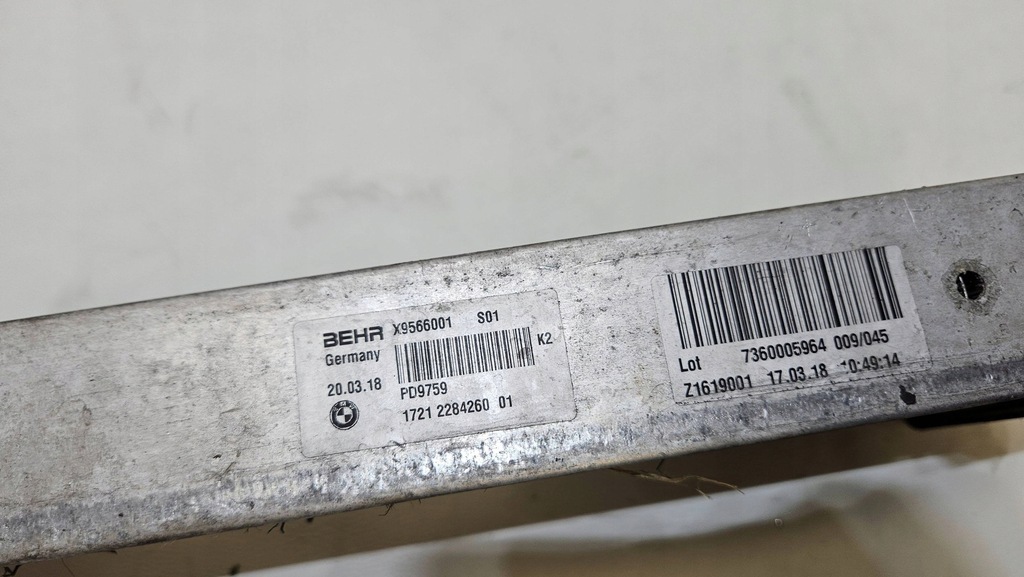 BEHR X9566001 S01
Germany
K2
20.03.18 PD9759
1721 2284260 01
Lot 7360005964 009/045
Z1619001 17.03.18 10:49:14